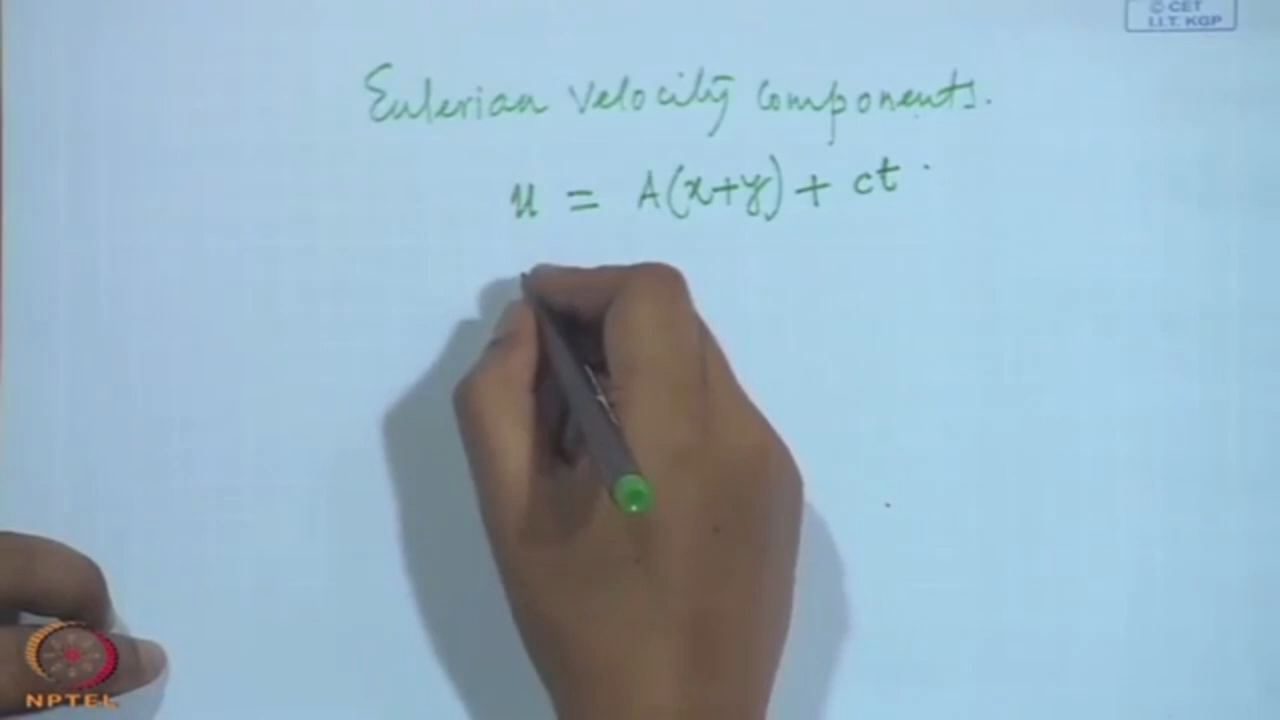 © CET
I.I.T. KGP
Eulerian velocity components.
u = A(x+y) + ct
NPTEL